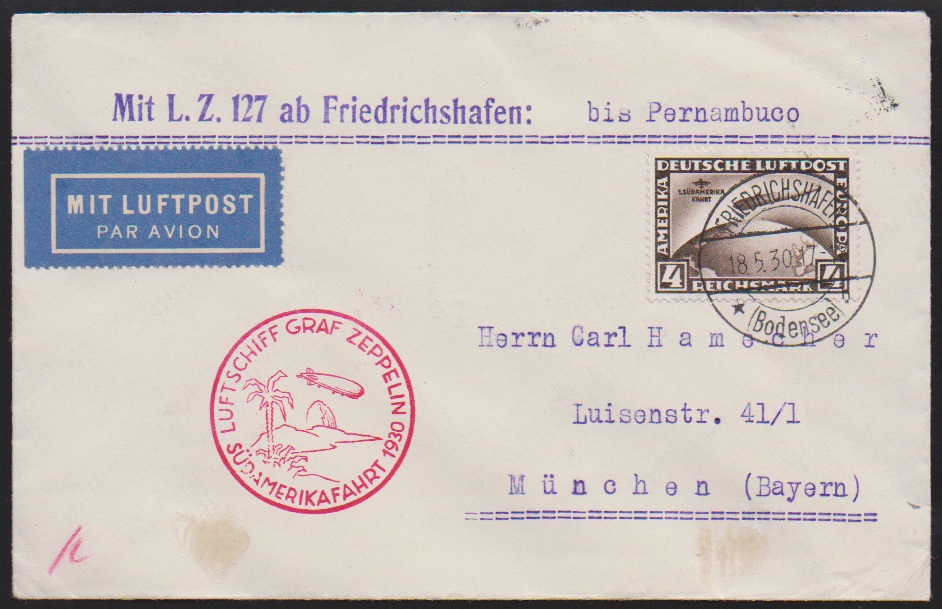 Mit L. Z. 127 ab Friedrichshafen: bis Pernambuco
MIT LUFTPOST
PAR AVION
DEUTSCHE LUFTPOST
AMERIKA
EUROPA
1. SÜDAMERIKA
FAHRT
4 4
REICHSMARK
FRIEDRICHSHAFEN
18.5.30.17-
(Bodensee)
LUFTSCHIFF GRAF ZEPPELIN
SÜDAMERIKAFAHRT 1930
Herrn Carl Hamecher
Luisenstr. 41/1
München (Bayern)